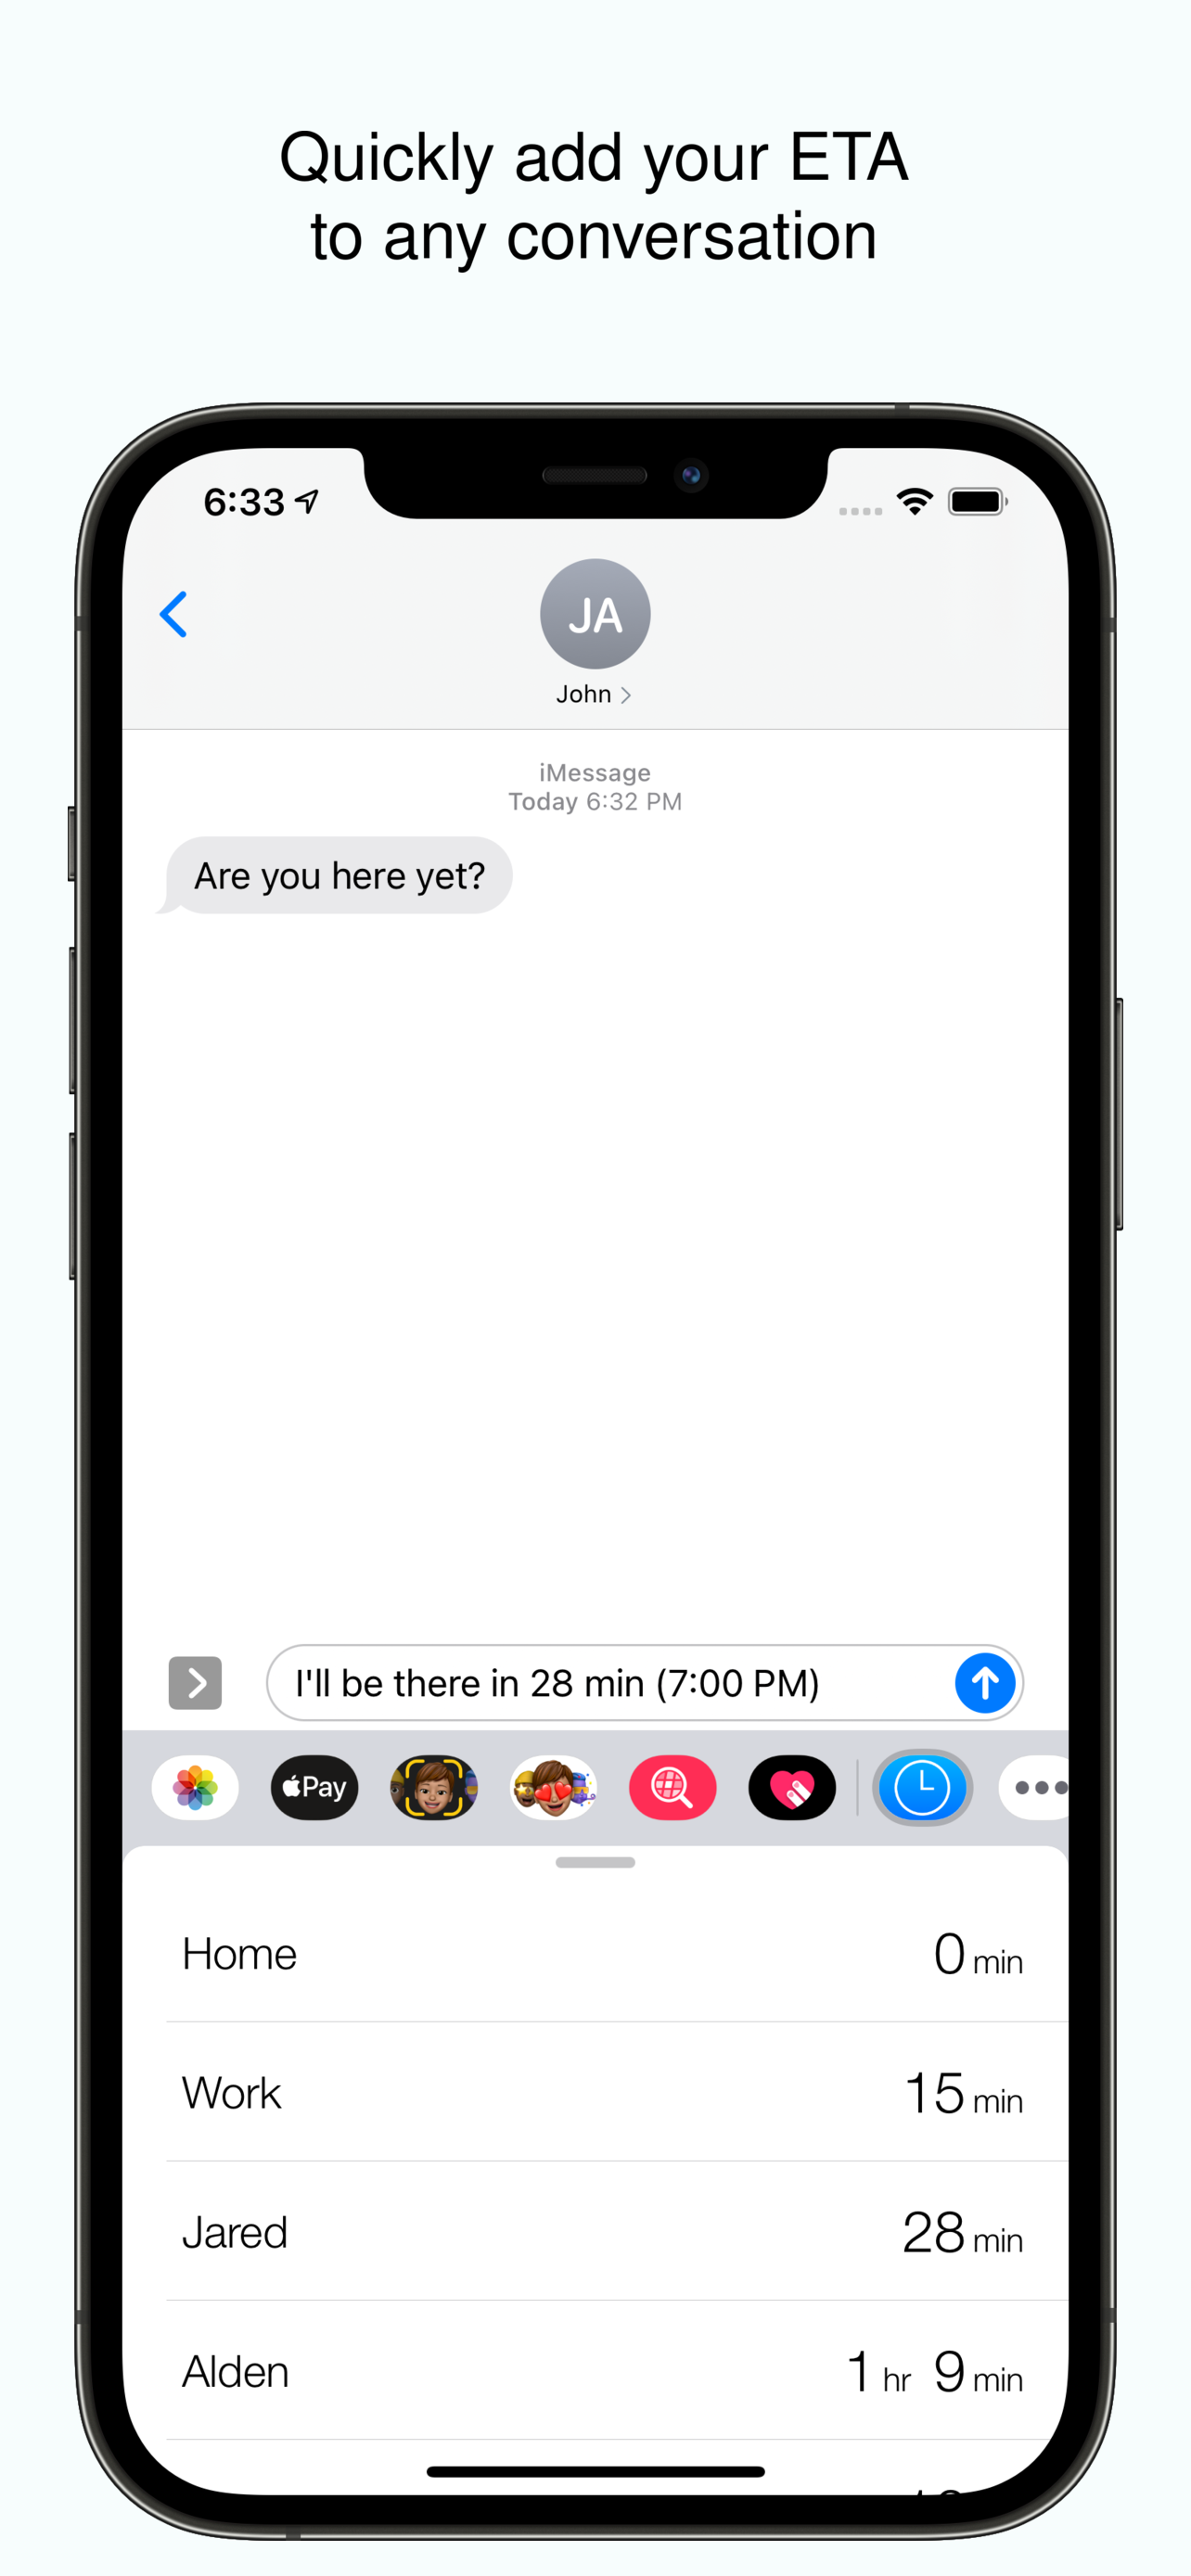 Quickly add your ETA
to any conversation
6:33
JA
John
iMessage
Today 6:32 PM
Are you here yet?
I'll be there in 28 min (7:00 PM)
Pay
Home 0 min
Work 15 min
Jared 28 min
Alden 1 hr 9 min